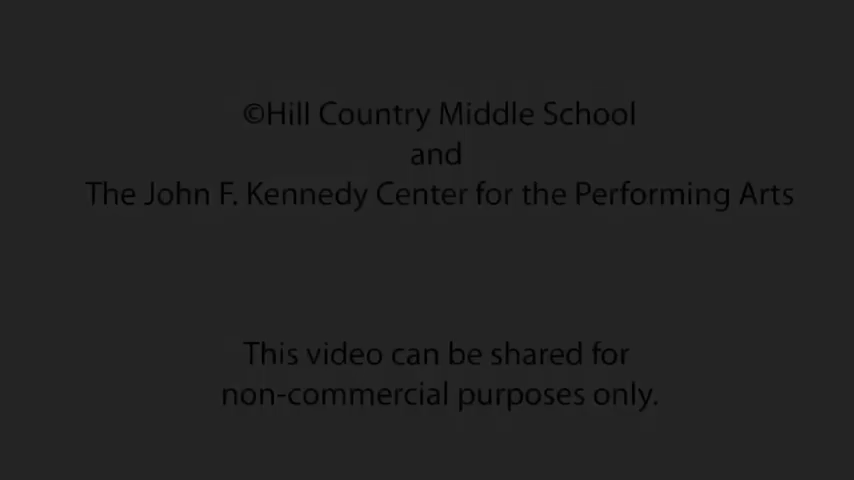 ©Hill Country Middle School
and
The John F. Kennedy Center for the Performing Arts
This video can be shared for
non-commercial purposes only.